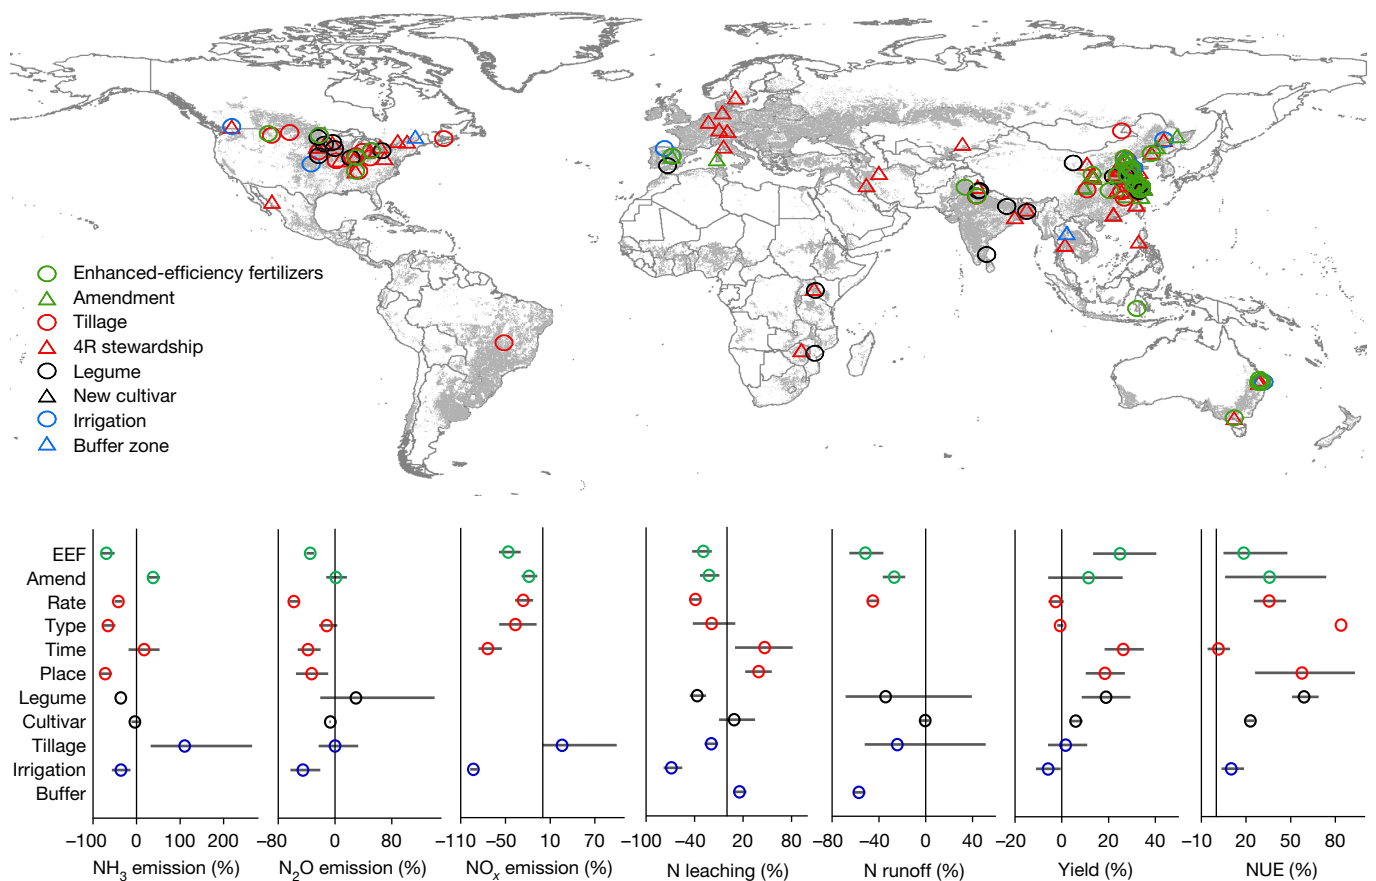 Enhanced-efficiency fertilizers
Amendment
Tillage
4R stewardship
Legume
New cultivar
Irrigation
Buffer zone
EEF
Amend
Rate
Type
Time
Place
Legume
Cultivar
Tillage
Irrigation
Buffer
−100 0 100 200
NH₃ emission (%)
−80 0 80
N₂O emission (%)
−110 −50 10 70
NOₓ emission (%)
−100 −40 20 80
N leaching (%)
−80 −40 0
N runoff (%)
−20 0 20 40
Yield (%)
−10 20 50 80
NUE (%)